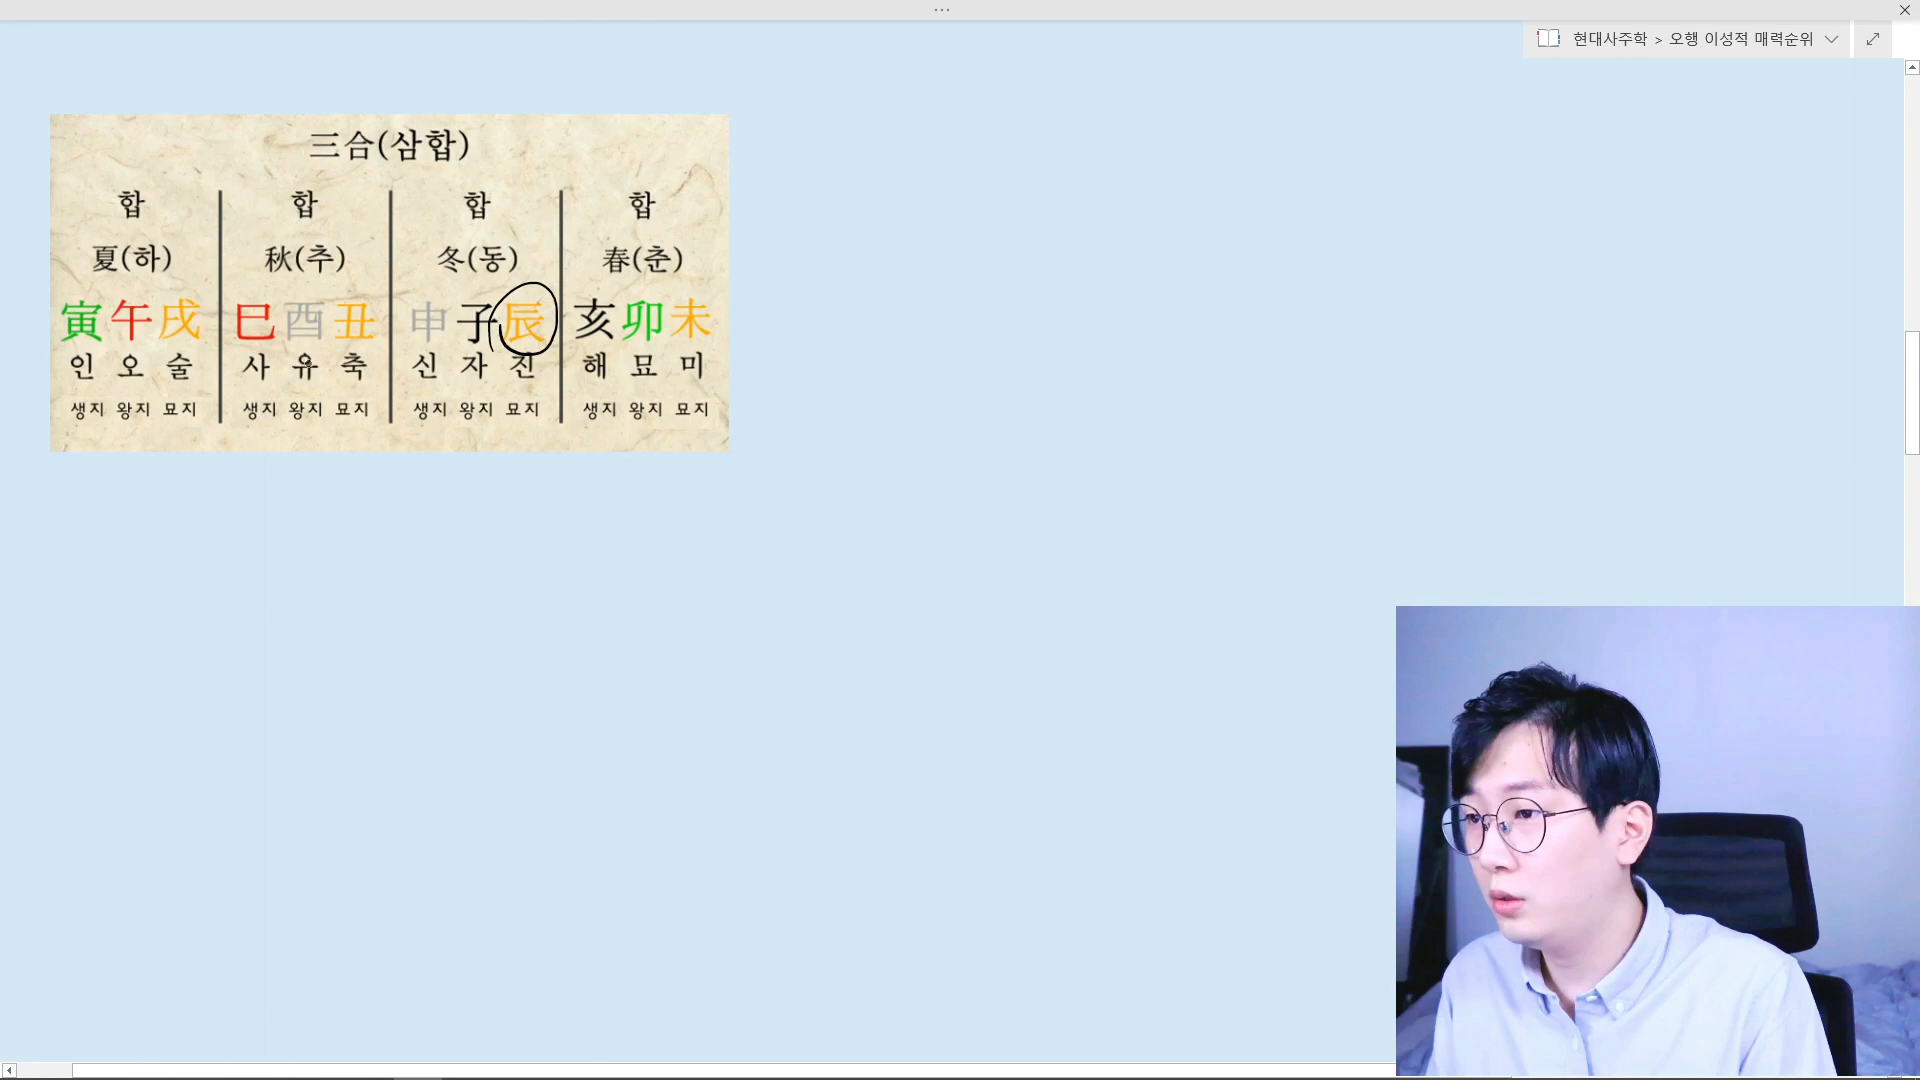 ...
현대사주학 > 오행 이성적 매력순위
三合(삼합)
합 합 합 합
夏(하) 秋(추) 冬(동) 春(춘)
寅午戌 巳酉丑 申子辰 亥卯未
인 오 술 사 유 축 신 자 진 해 묘 미
생지 왕지 묘지 생지 왕지 묘지 생지 왕지 묘지 생지 왕지 묘지